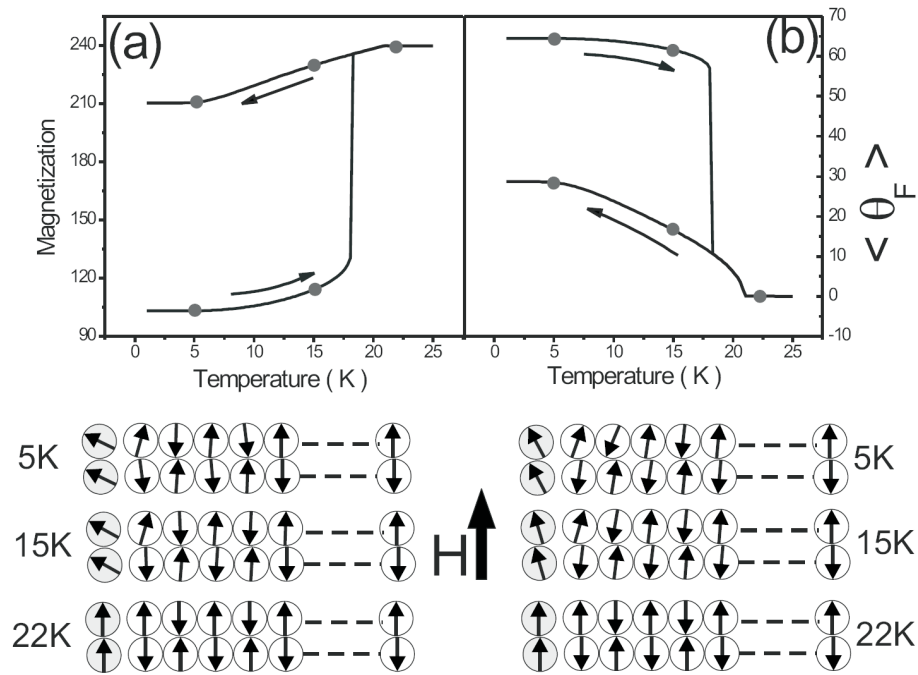 (a)
240
210
180
150
120
90
Magnetization
0 5 10 15 20 25
Temperature ( K )
(b)
70
60
50
40
30
20
10
0
-10
< θF >
0 5 10 15 20 25
Temperature ( K )
5K
15K
22K
H
5K
15K
22K